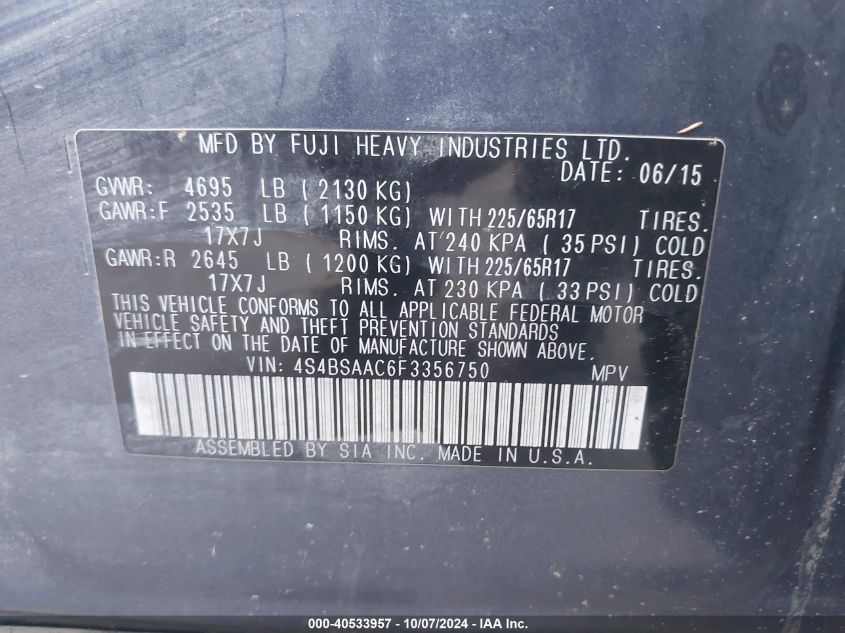 MFD BY FUJI HEAVY INDUSTRIES LTD.
DATE: 06/15
GVWR: 4695 LB ( 2130 KG)
GAWR:F 2535 LB ( 1150 KG) WITH 225/65R17 TIRES.
17X7J RIMS. AT 240 KPA ( 35 PSI) COLD
GAWR:R 2645 LB ( 1200 KG) WITH 225/65R17 TIRES.
17X7J RIMS. AT 230 KPA ( 33 PSI) COLD
THIS VEHICLE CONFORMS TO ALL APPLICABLE FEDERAL MOTOR
VEHICLE SAFETY AND THEFT PREVENTION STANDARDS
IN EFFECT ON THE DATE OF MANUFACTURE SHOWN ABOVE.
VIN: 4S4BSAAC6F3356750 MPV
ASSEMBLED BY SIA INC. MADE IN U.S.A.
000-40533957 - 10/07/2024 - IAA Inc.